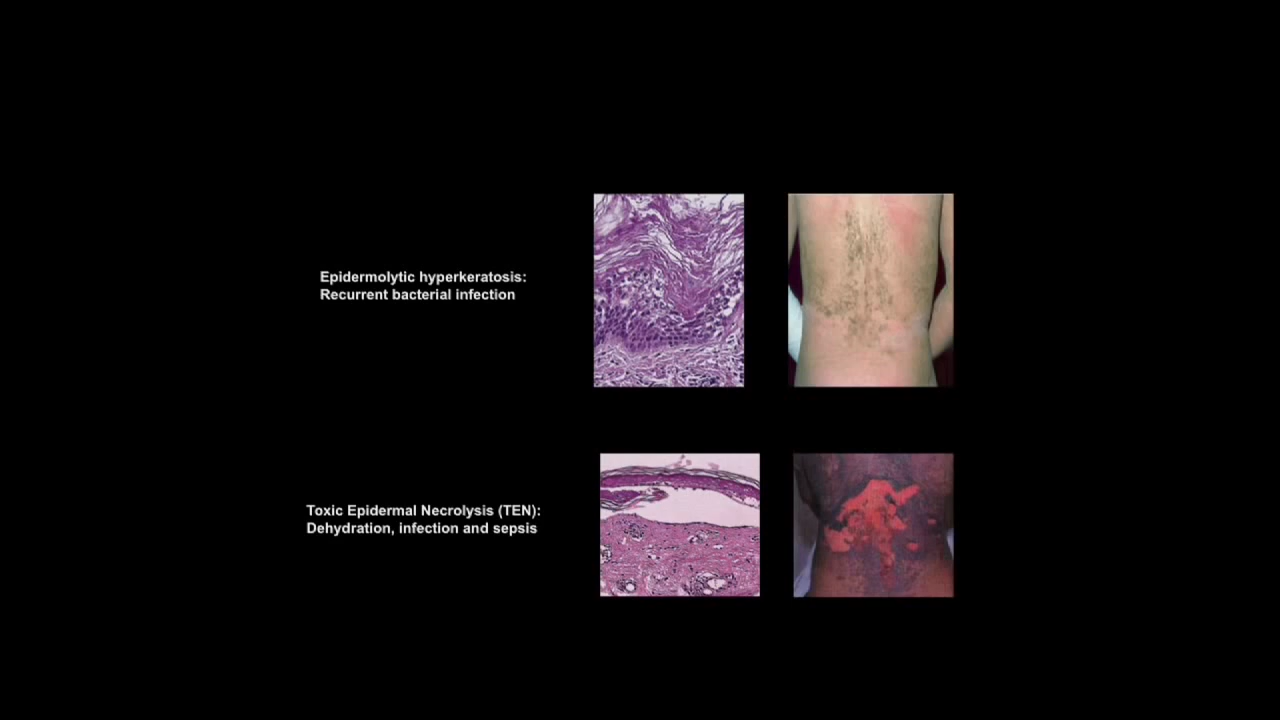 Epidermolytic hyperkeratosis:
Recurrent bacterial infection
Toxic Epidermal Necrolysis (TEN):
Dehydration, infection and sepsis